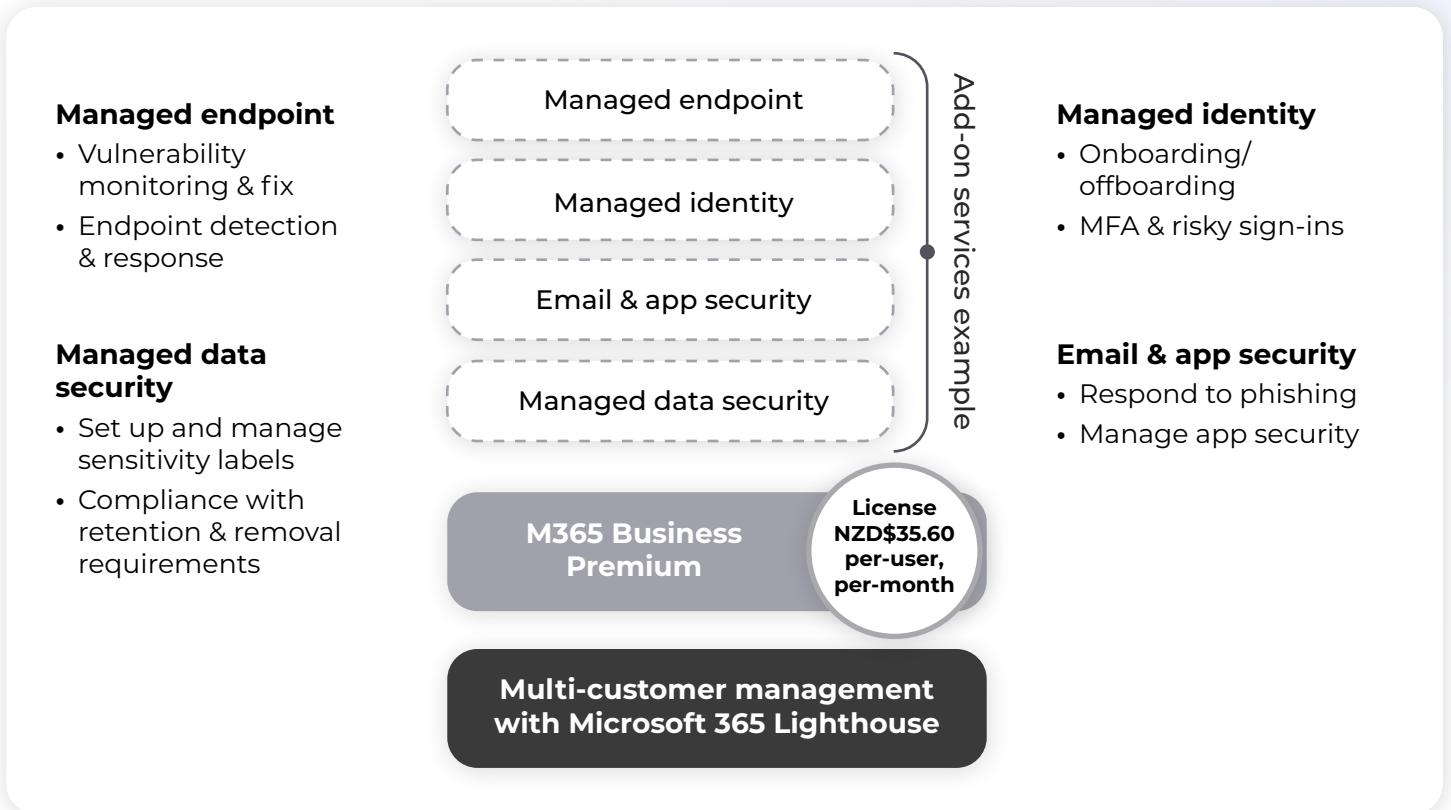 Managed endpoint
• Vulnerability
monitoring & fix
• Endpoint detection
& response
Managed data
security
• Set up and manage
sensitivity labels
• Compliance with
retention & removal
requirements
Managed endpoint
Managed identity
Email & app security
Managed data security
Add-on services example
M365 Business
Premium
License
NZD$35.60
per-user,
per-month
Multi-customer management
with Microsoft 365 Lighthouse
Managed identity
• Onboarding/
offboarding
• MFA & risky sign-ins
Email & app security
• Respond to phishing
• Manage app security